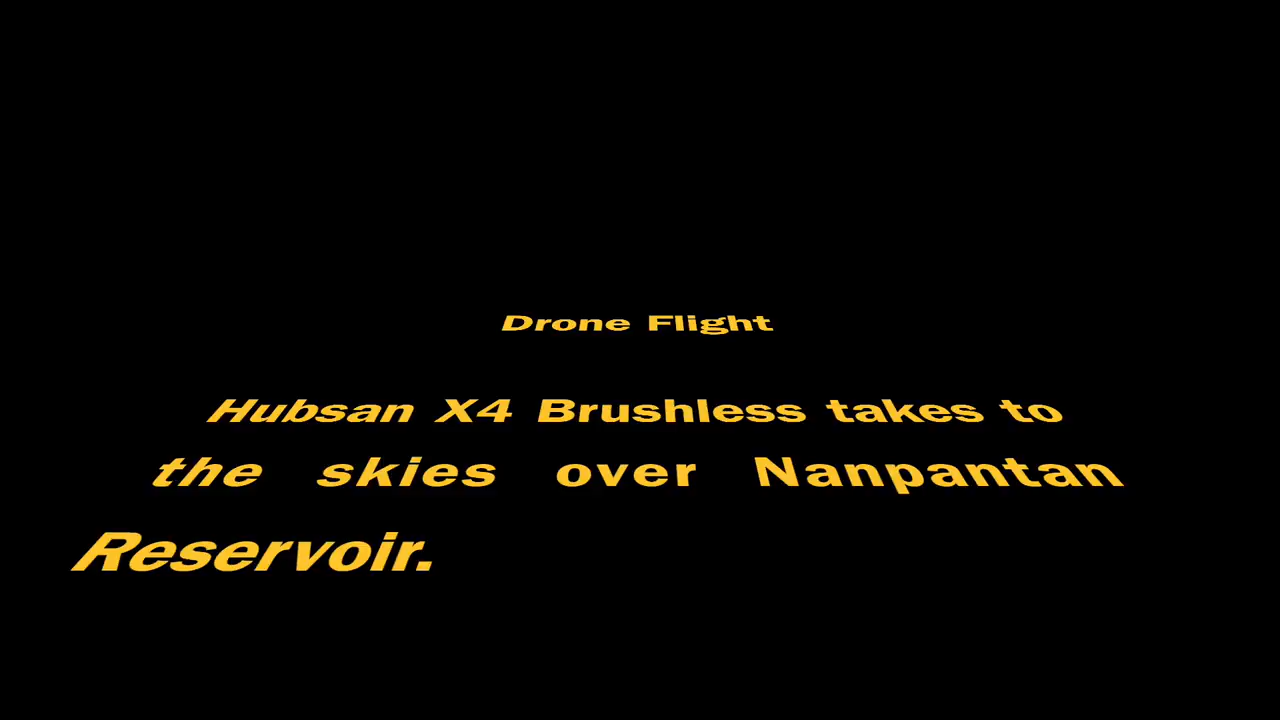 Drone Flight
Hubsan X4 Brushless takes to
the skies over Nanpantan
Reservoir.